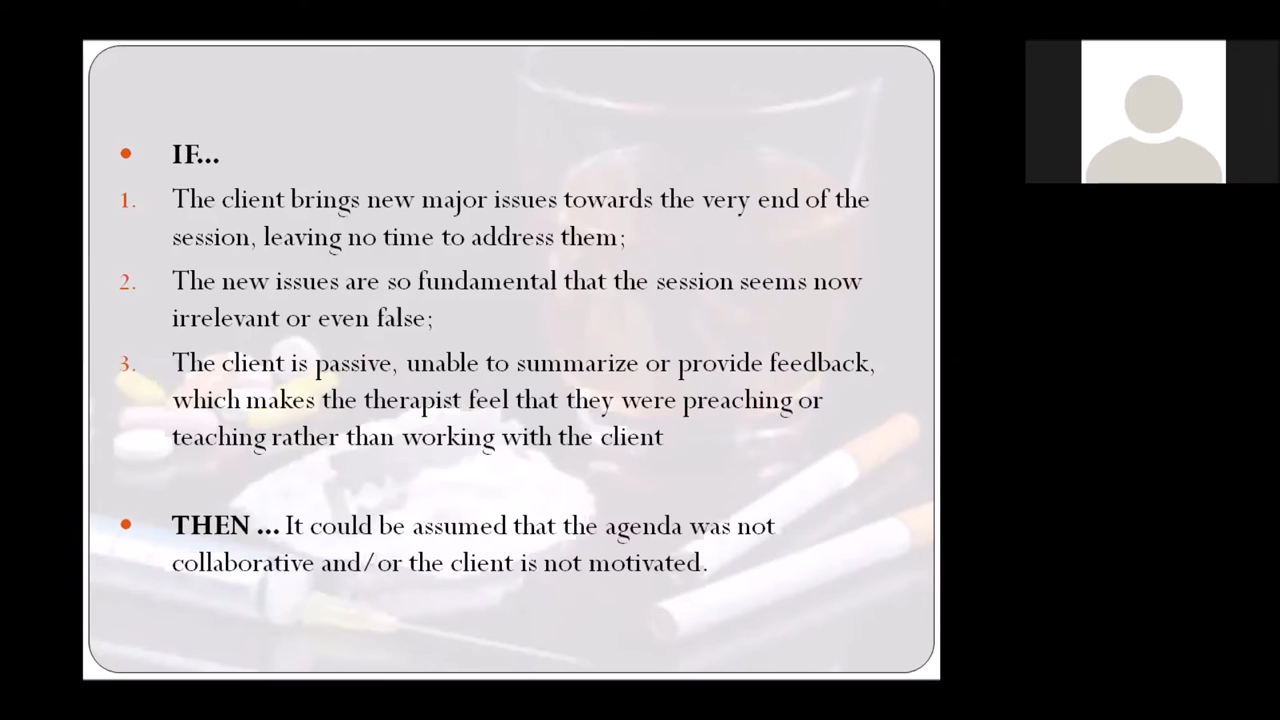 • IF...
1. The client brings new major issues towards the very end of the
session, leaving no time to address them;
2. The new issues are so fundamental that the session seems now
irrelevant or even false;
3. The client is passive, unable to summarize or provide feedback,
which makes the therapist feel that they were preaching or
teaching rather than working with the client
• THEN ... It could be assumed that the agenda was not
collaborative and/or the client is not motivated.